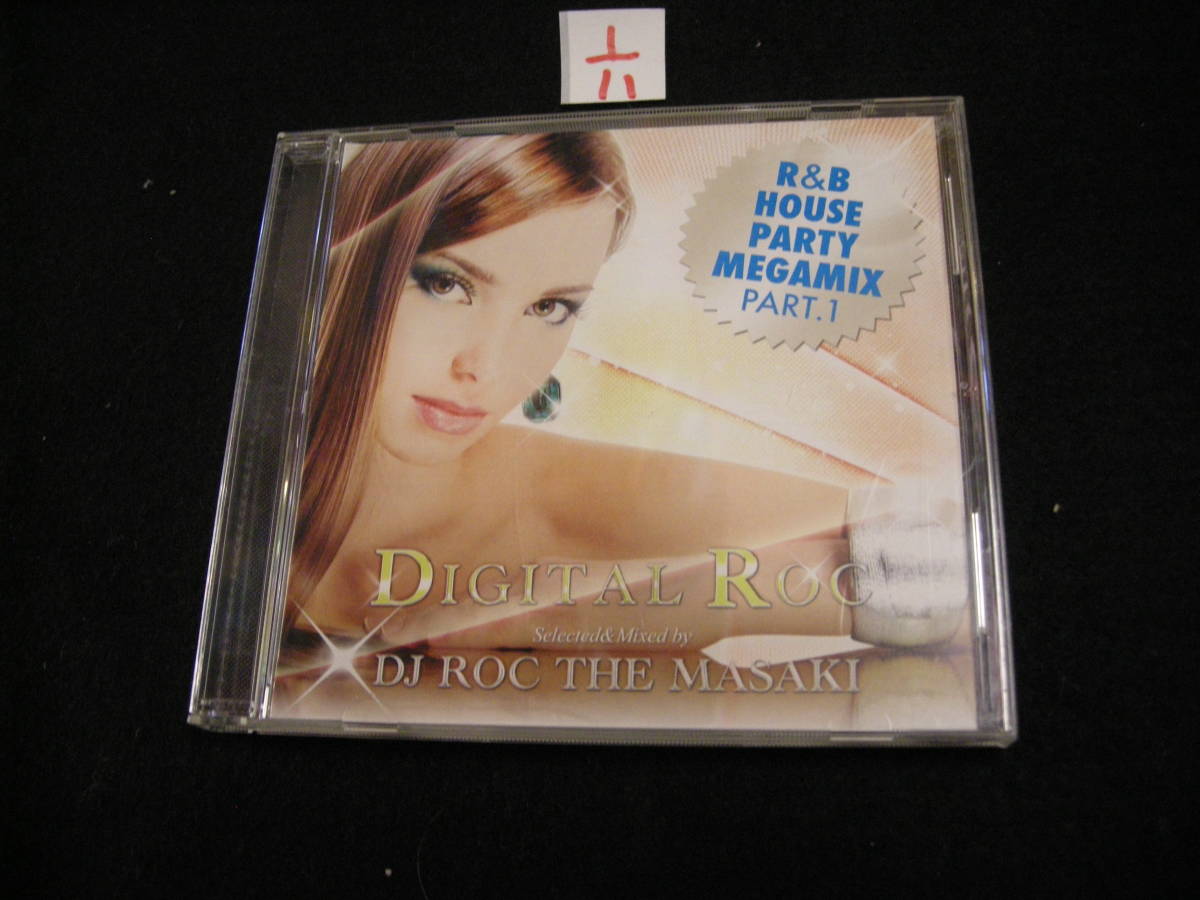 六
R&B
HOUSE
PARTY
MEGAMIX
PART.1
DIGITAL ROC
Selected&Mixed by
DJ ROC THE MASAKI